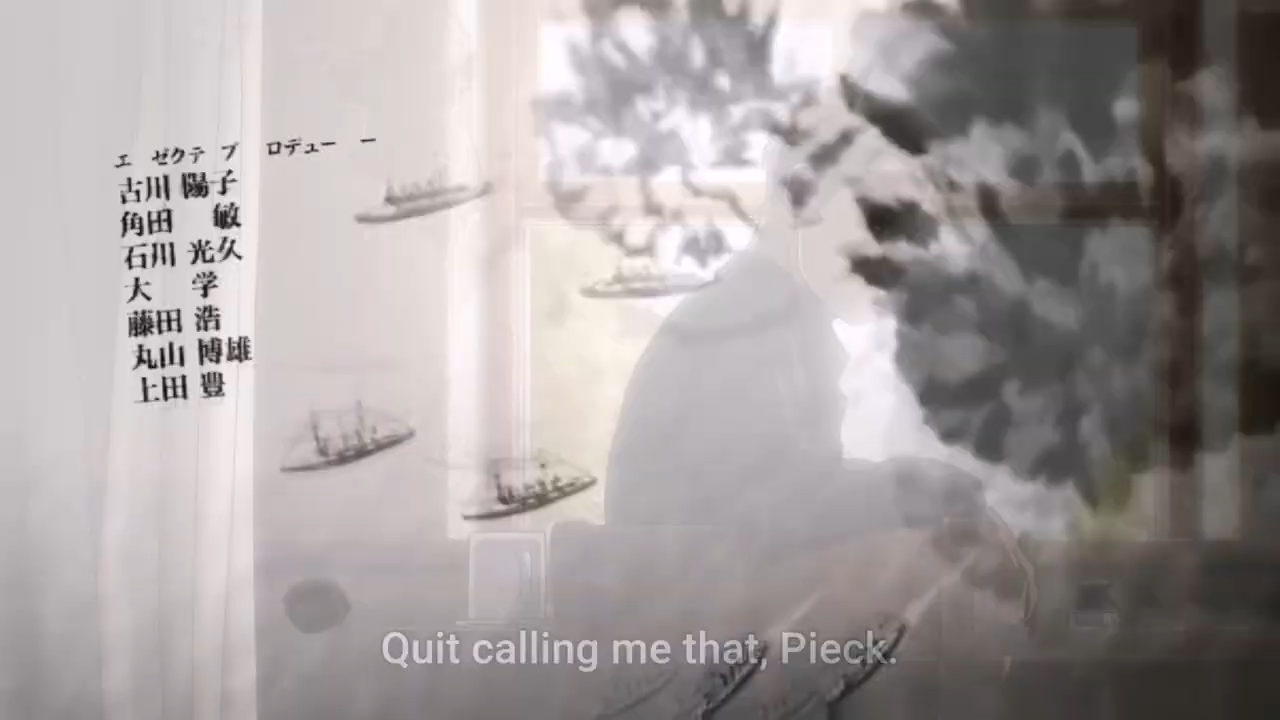 エ ゼクテ ブ ロデュー ー
古川 陽子
角田 敏
石川 光久
大 学
藤田 浩
丸山 博雄
上田 豊
Quit calling me that, Pieck.